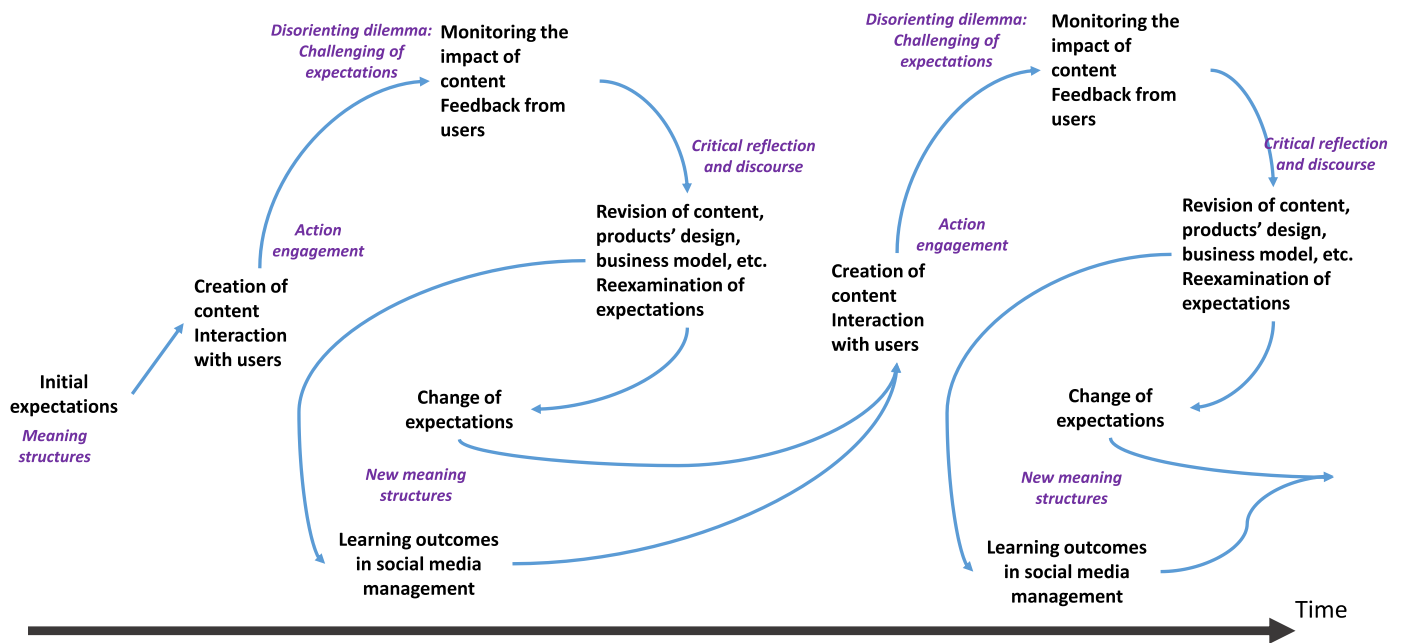 Initial
expectations
Meaning
structures
Creation of
content
Interaction
with users
Action
engagement
Disorienting dilemma:
Challenging of
expectations
Monitoring the
impact of
content
Feedback from
users
Critical reflection
and discourse
Revision of content,
products’ design,
business model, etc.
Reexamination of
expectations
Change of
expectations
New meaning
structures
Learning outcomes
in social media
management
Creation of
content
Interaction
with users
Action
engagement
Disorienting dilemma:
Challenging of
expectations
Monitoring the
impact of
content
Feedback from
users
Critical reflection
and discourse
Revision of content,
products’ design,
business model, etc.
Reexamination of
expectations
Change of
expectations
New meaning
structures
Learning outcomes
in social media
management
Time